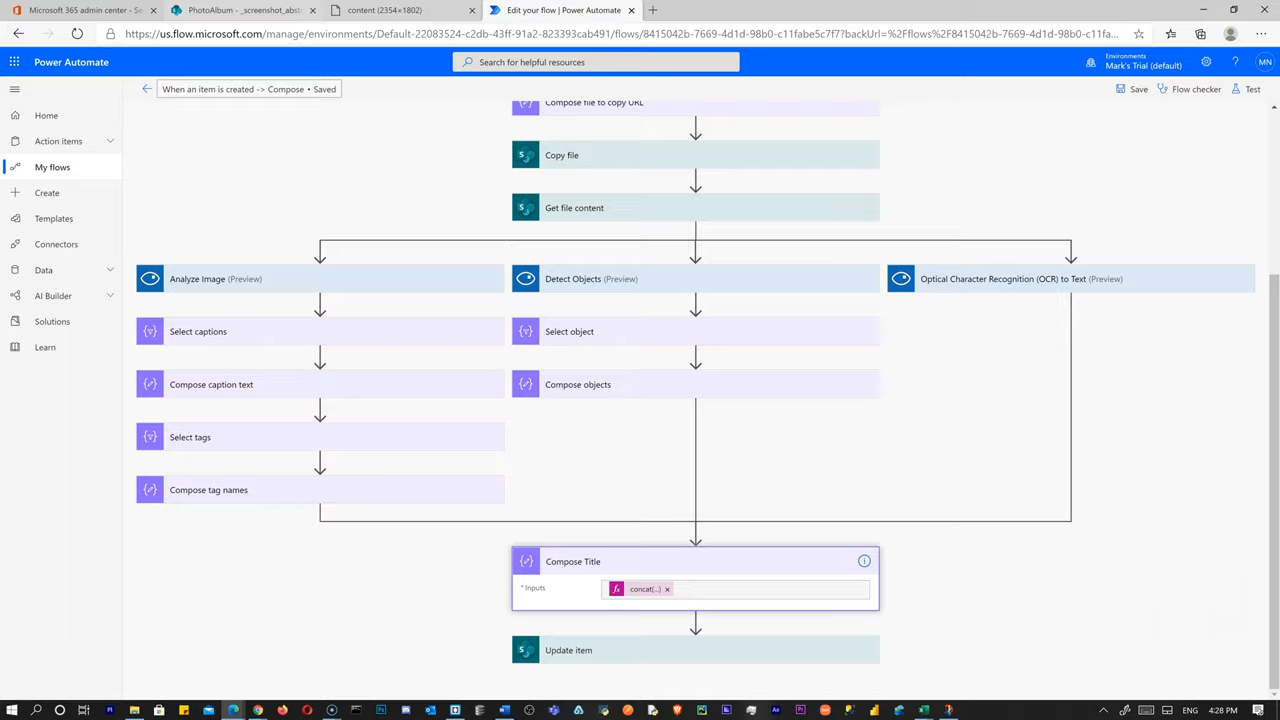 Microsoft 365 admin center - Se
PhotoAlbum - _screenshot_abst
content (2354×1802)
Edit your flow | Power Automate
https://us.flow.microsoft.com/manage/environments/Default-22083524-c2db-43ff-91a2-823393cab491/flows/8415042b-7669-4d1d-98b0-c11fabe5c7f7?backUrl=%2Fflows%2F8415042b-7669-4d1d-98b0-c11fa...
Power Automate
Search for helpful resources
Environments
Mark's Trial (default)
MN
When an item is created -> Compose • Saved
Save
Flow checker
Test
Home
Action items
My flows
Create
Templates
Connectors
Data
AI Builder
Solutions
Learn
Compose file to copy URL
Copy file
Get file content
Analyze Image (Preview)
Detect Objects (Preview)
Optical Character Recognition (OCR) to Text (Preview)
Select captions
Select object
Compose caption text
Compose objects
Select tags
Compose tag names
Compose Title
* Inputs
fx concat(...) ×
Update item
ENG
4:28 PM